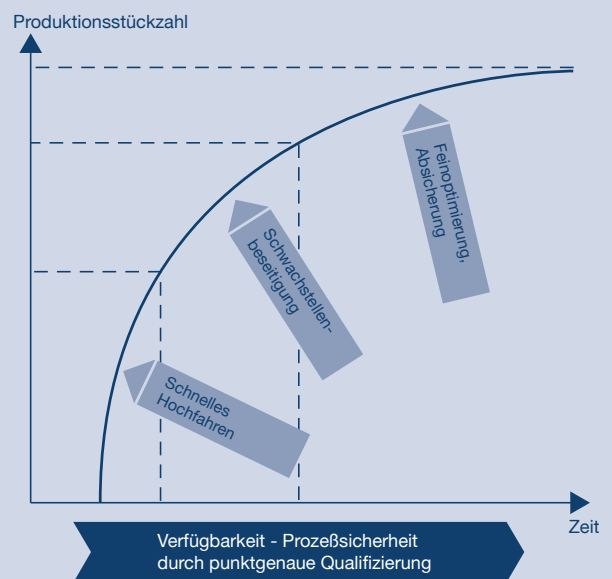 Produktionsstückzahl
Feinoptimierung,
Absicherung
Schwachstellen-
beseitigung
Schnelles
Hochfahren
Zeit
Verfügbarkeit - Prozeßsicherheit
durch punktgenaue Qualifizierung